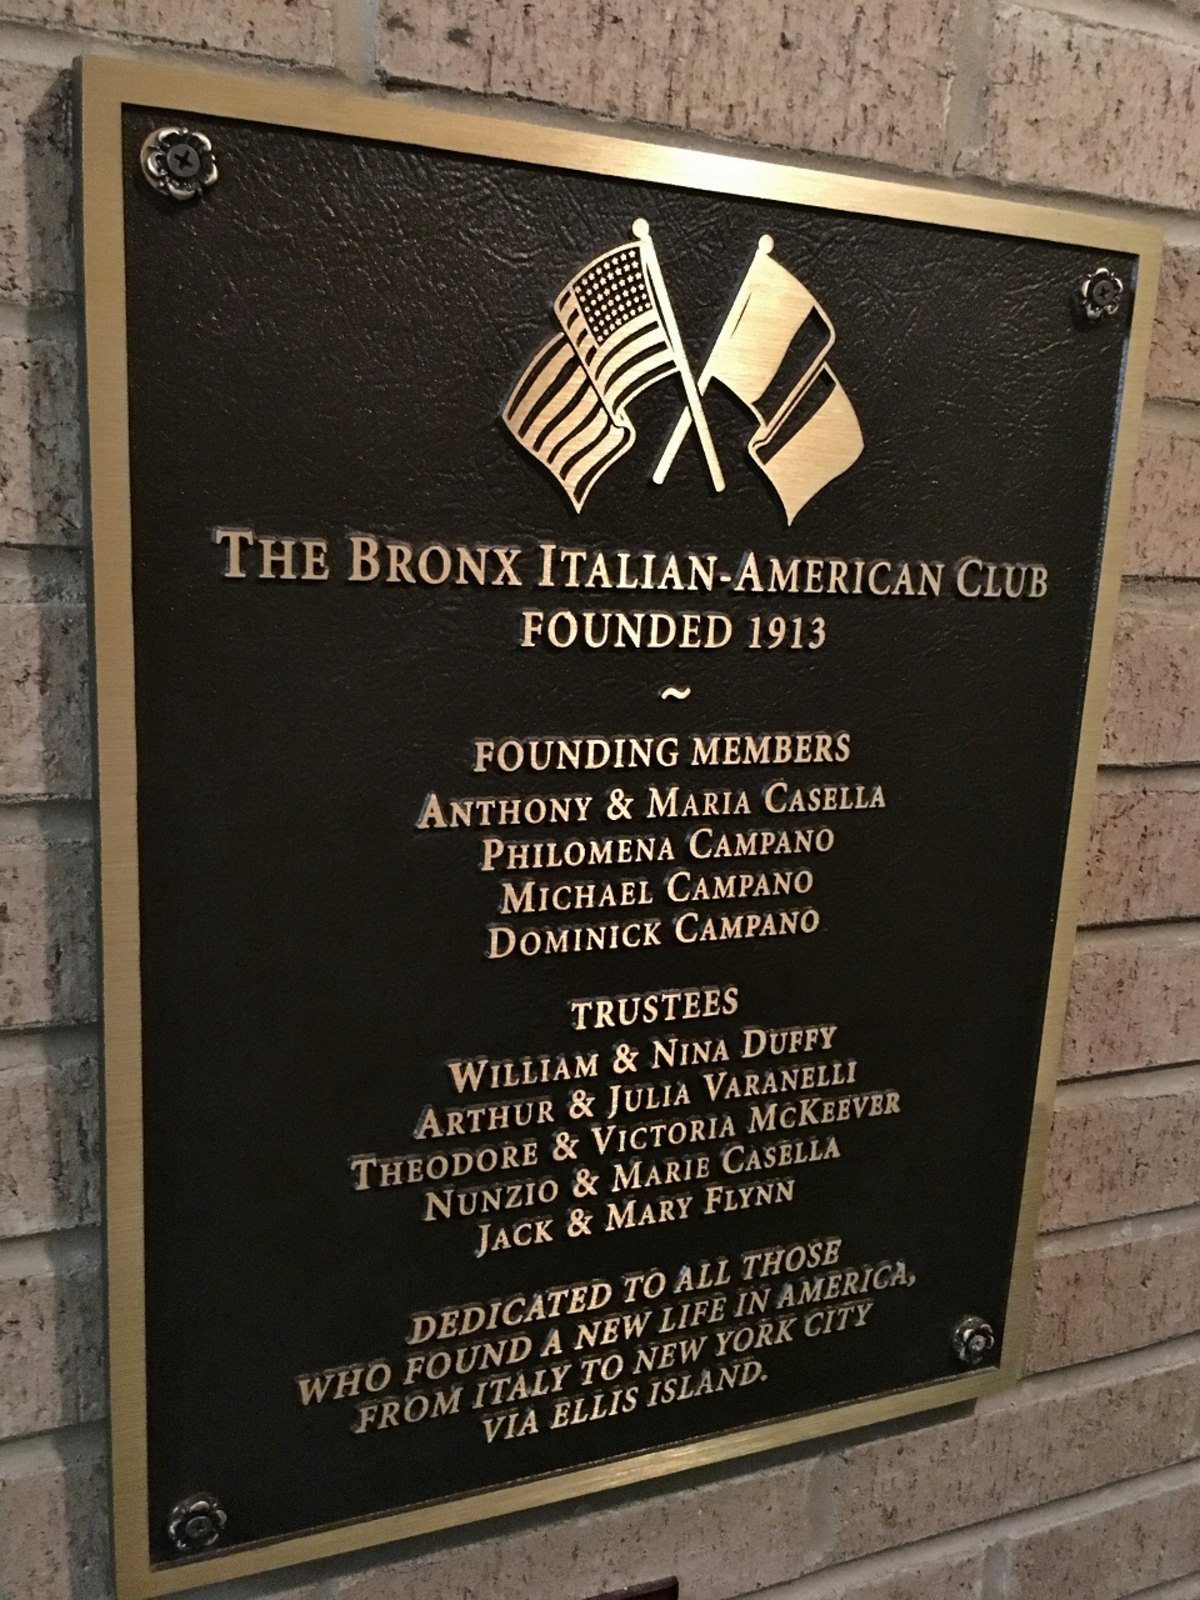 The Bronx Italian-American Club
FOUNDED 1913
~
FOUNDING MEMBERS
Anthony & Maria Casella
Philomena Campano
Michael Campano
Dominick Campano
TRUSTEES
William & Nina Duffy
Arthur & Julia Varanelli
Theodore & Victoria McKeever
Nunzio & Marie Casella
Jack & Mary Flynn
DEDICATED TO ALL THOSE
WHO FOUND A NEW LIFE IN AMERICA,
FROM ITALY TO NEW YORK CITY
VIA ELLIS ISLAND.